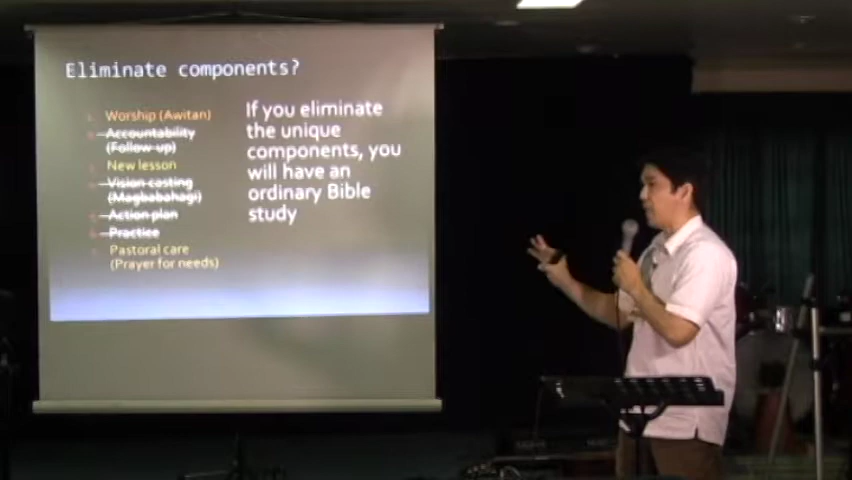 Eliminate components?
Worship (Awitan)
Accountability
(Follow up)
New lesson
Vision casting
(Magbabahagi)
Action plan
Practice
Pastoral care
(Prayer for needs)
If you eliminate
the unique
components, you
will have an
ordinary Bible
study